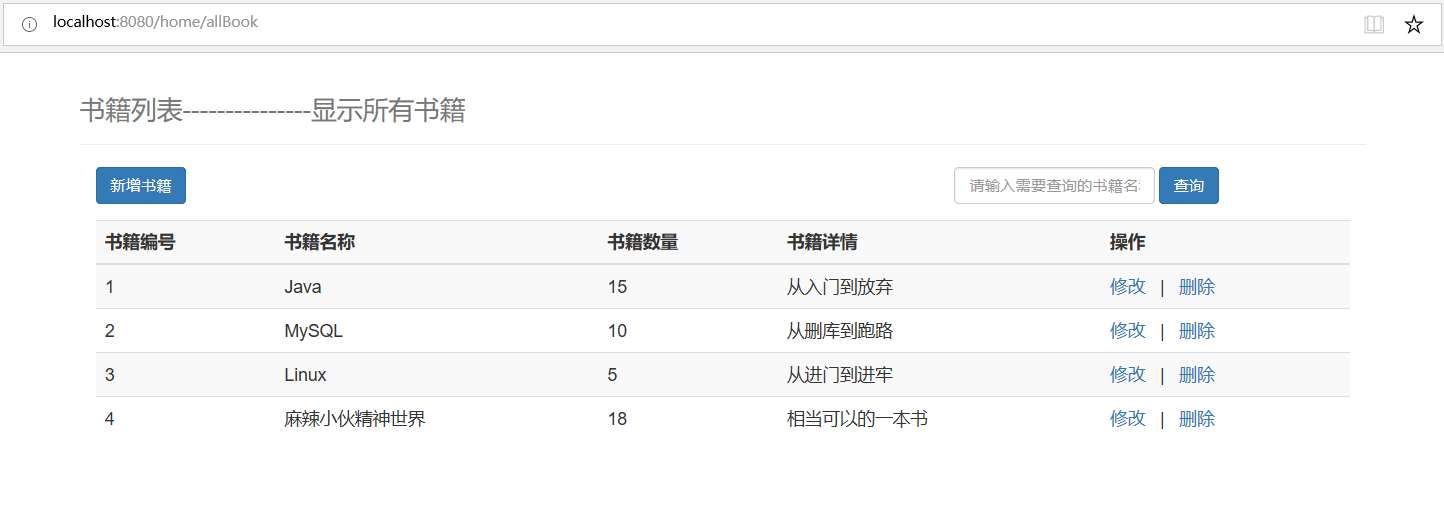 localhost:8080/home/allBook
书籍列表---------------显示所有书籍
新增书籍 请输入需要查询的书籍名 查询
书籍编号 书籍名称 书籍数量 书籍详情 操作
1 Java 15 从入门到放弃 修改 | 删除
2 MySQL 10 从删库到跑路 修改 | 删除
3 Linux 5 从进门到进牢 修改 | 删除
4 麻辣小伙精神世界 18 相当可以的一本书 修改 | 删除